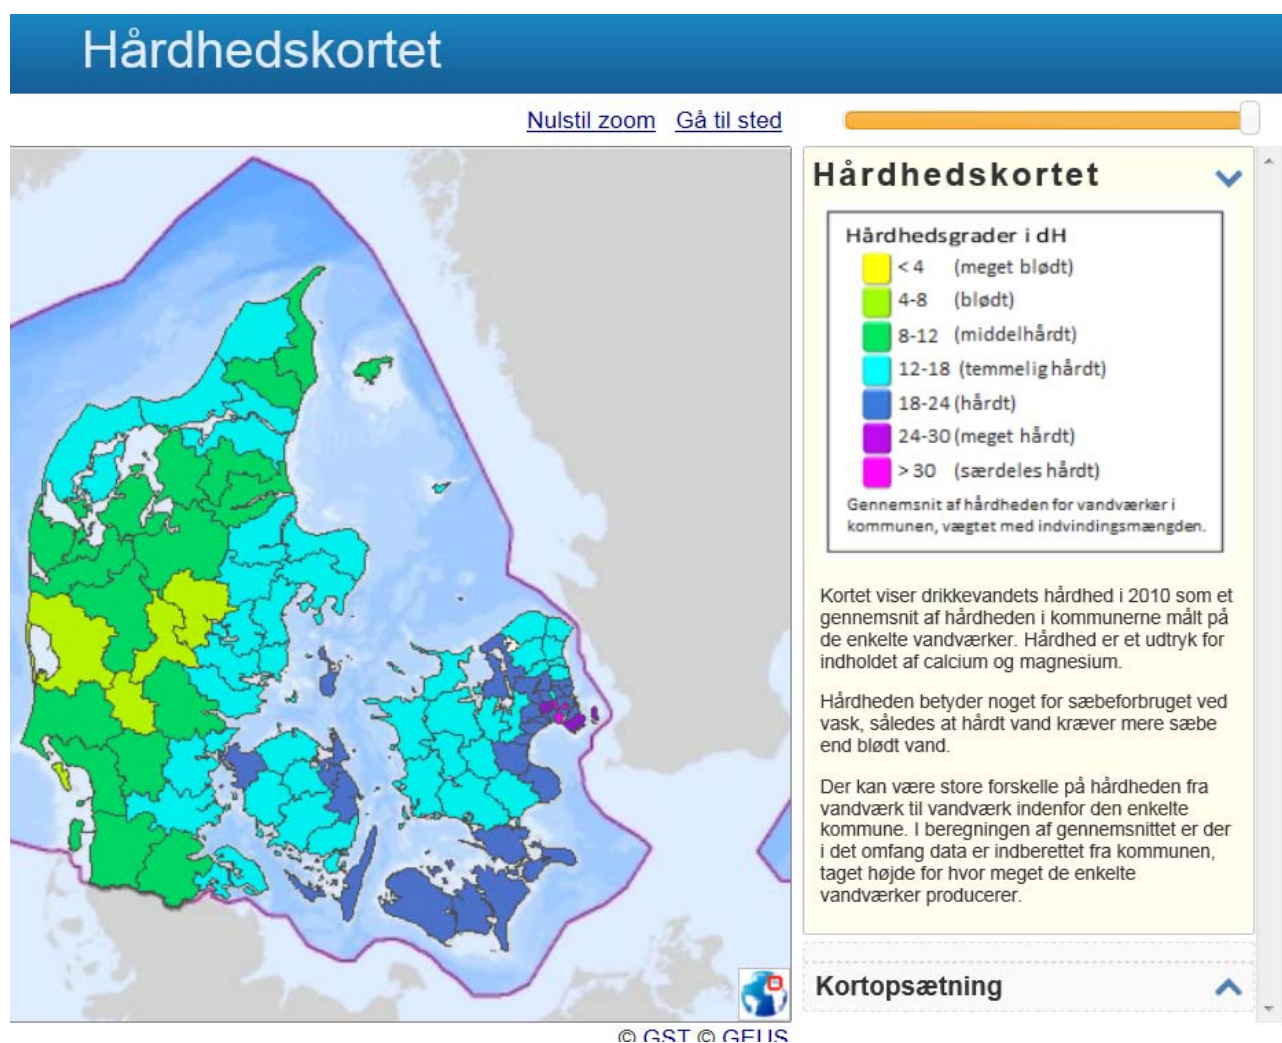 Hårdhedskortet
Nulstil zoom Gå til sted
Hårdhedskortet
Hårdhedsgrader i dH
< 4 (meget blødt)
4-8 (blødt)
8-12 (middelhårdt)
12-18 (temmelig hårdt)
18-24 (hårdt)
24-30 (meget hårdt)
> 30 (særdeles hårdt)
Gennemsnit af hårdheden for vandværker i
kommunen, vægtet med indvindingsmængden.
Kortet viser drikkevandets hårdhed i 2010 som et
gennemsnit af hårdheden i kommunerne målt på
de enkelte vandværker. Hårdhed er et udtryk for
indholdet af calcium og magnesium.
Hårdheden betyder noget for sæbeforbruget ved
vask, således at hårdt vand kræver mere sæbe
end blødt vand.
Der kan være store forskelle på hårdheden fra
vandværk til vandværk indenfor den enkelte
kommune. I beregningen af gennemsnittet er der
i det omfang data er indberettet fra kommunen,
taget højde for hvor meget de enkelte
vandværker producerer.
Kortopsætning
© GST © GEUS